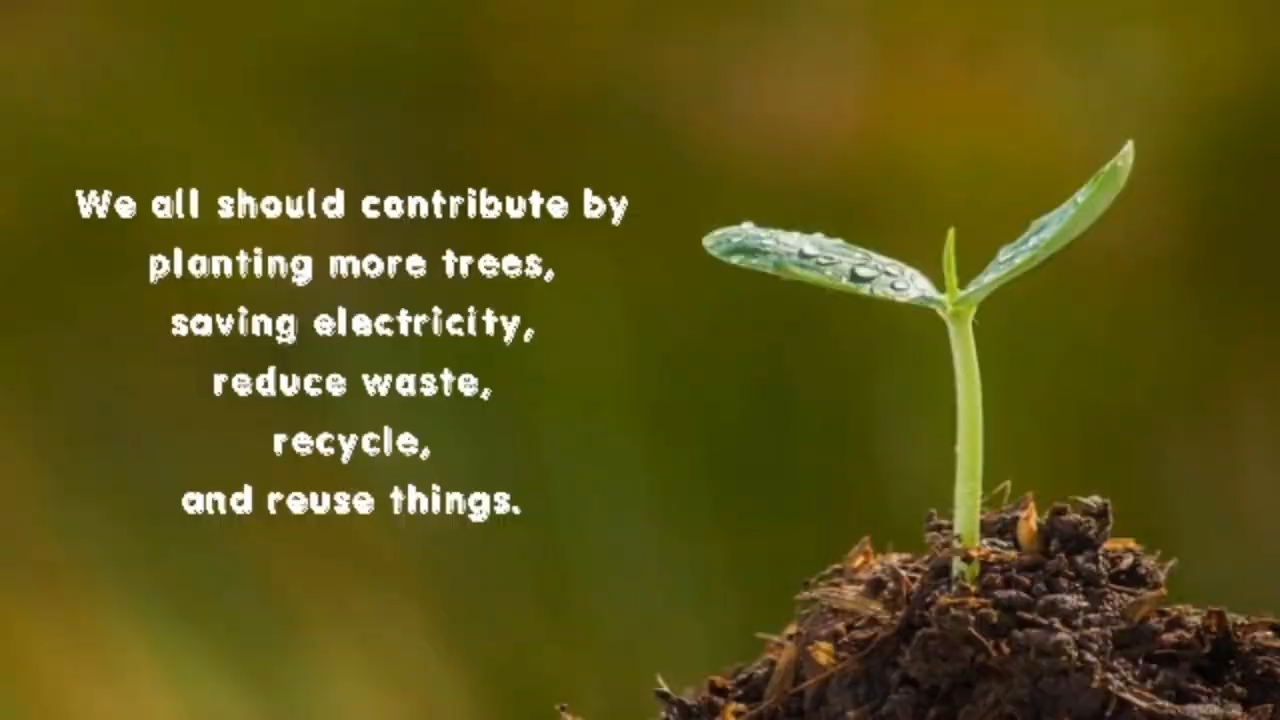 We all should contribute by
planting more trees,
saving electricity,
reduce waste,
recycle,
and reuse things.